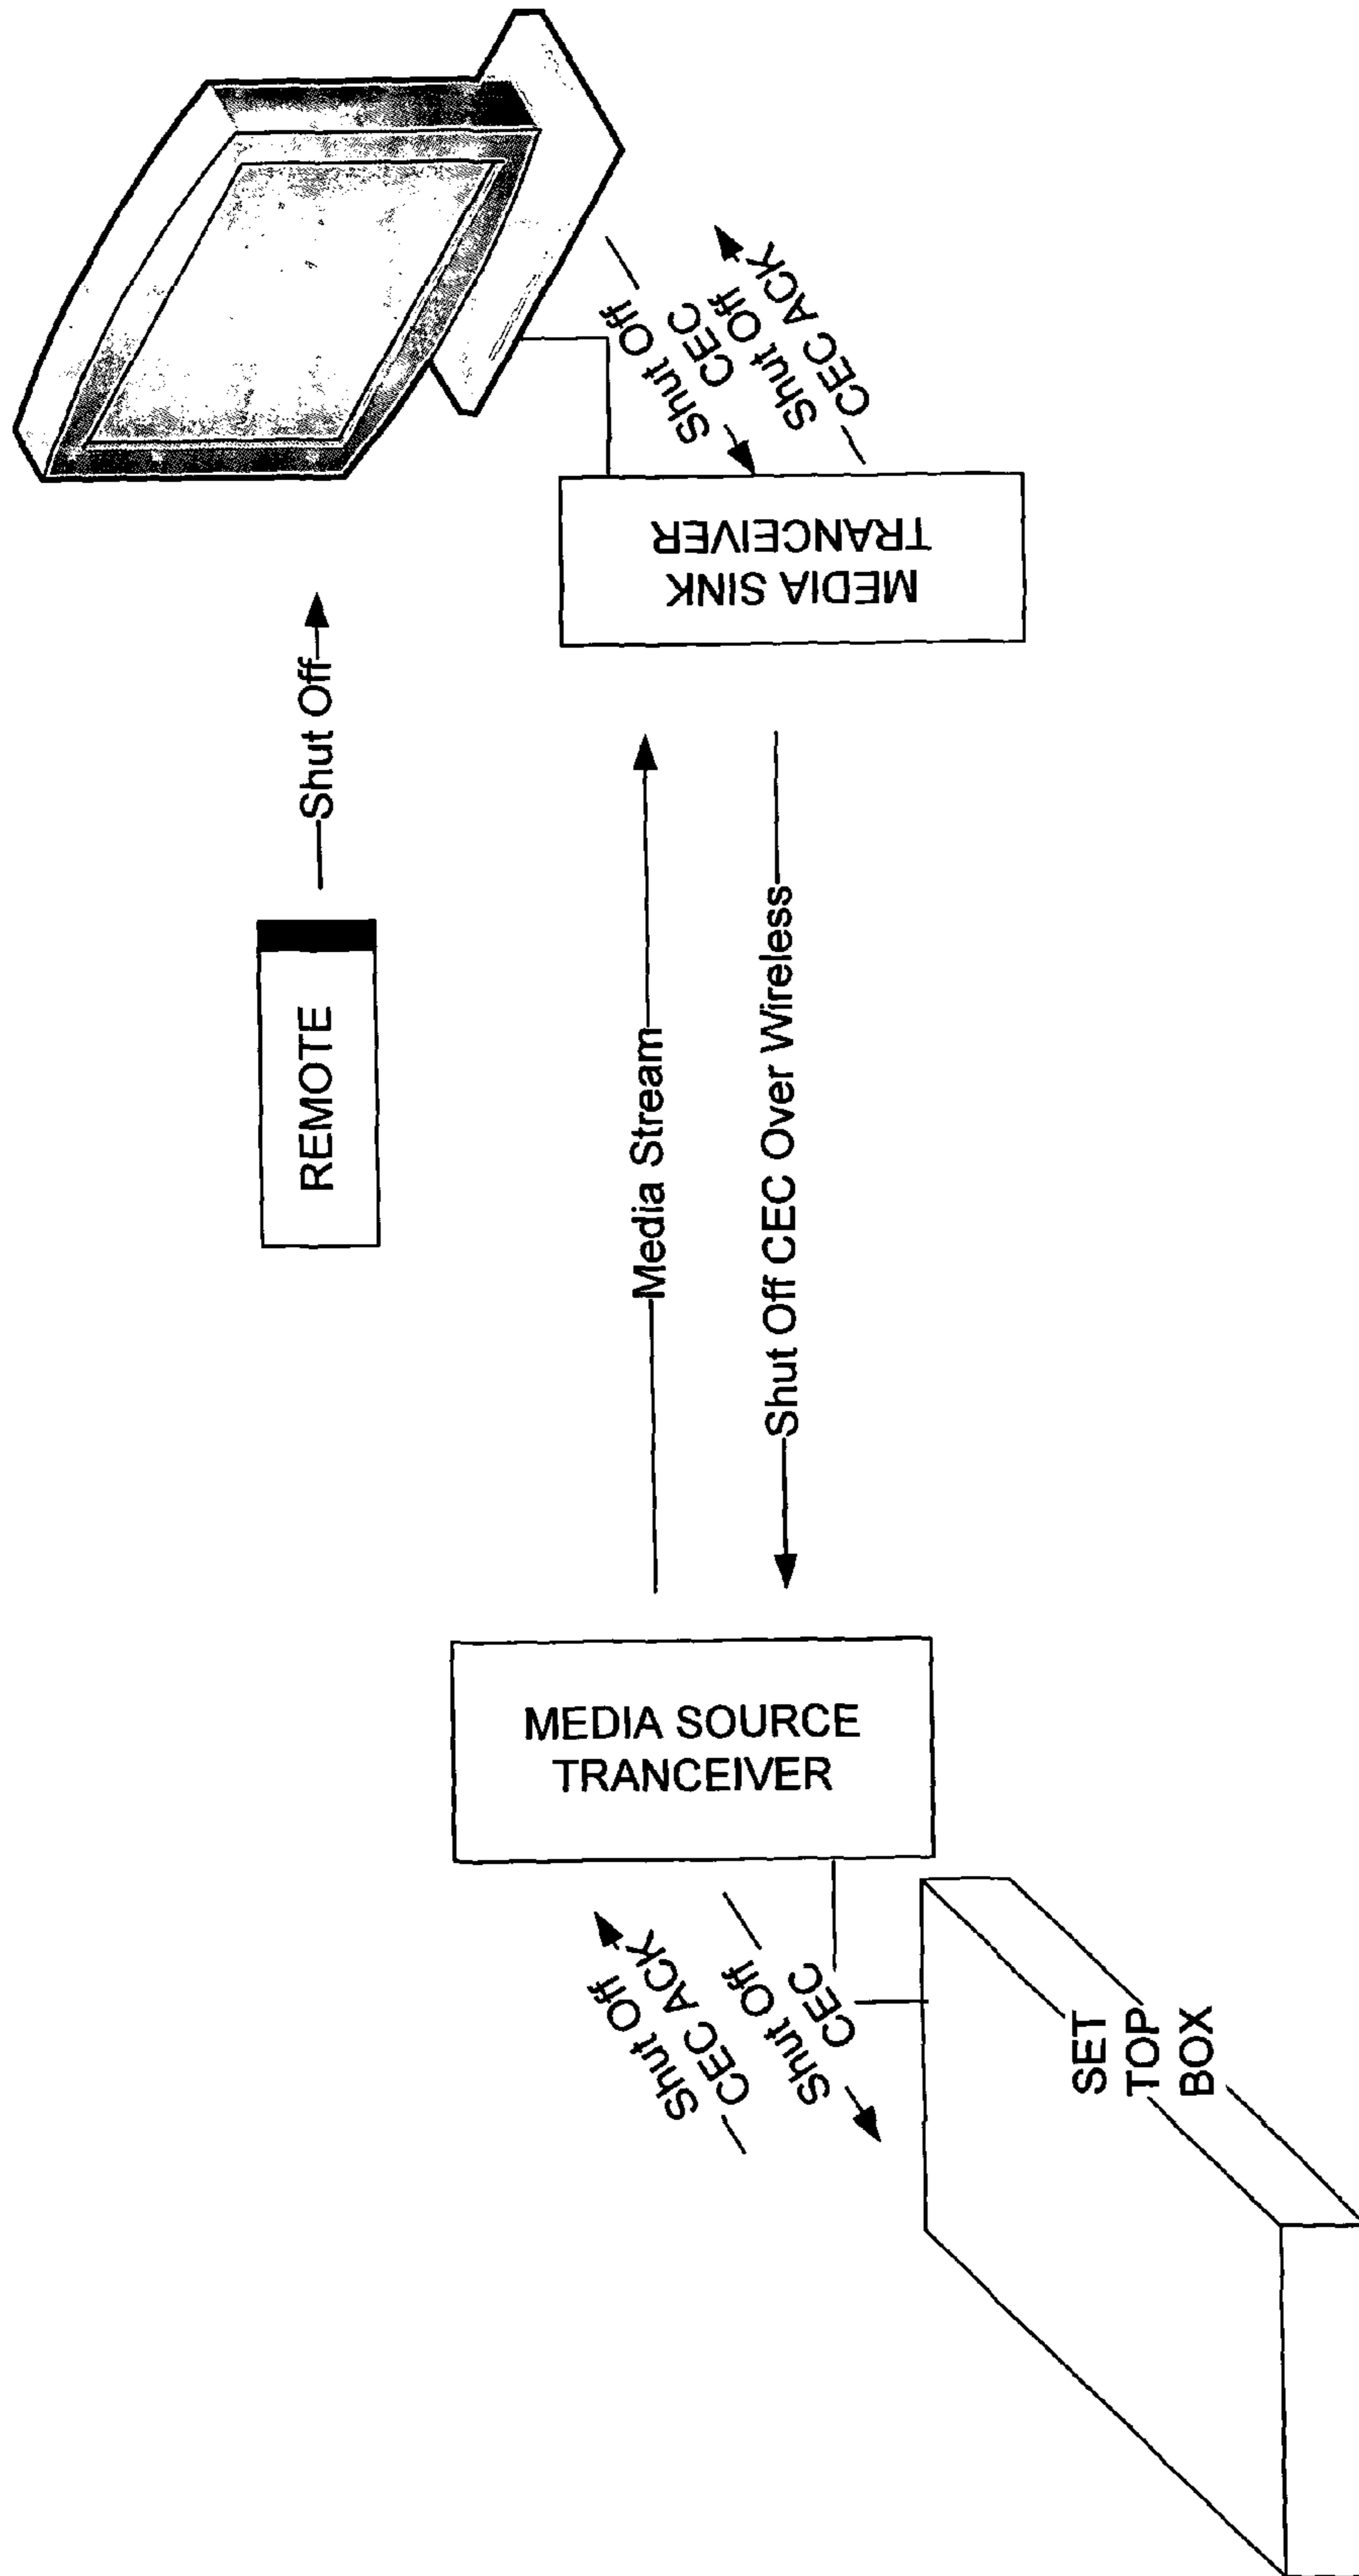 Shut Off
CEC
Shut Off
CEC ACK
Shut Off
MEDIA SINK
TRANCEIVER
REMOTE
Media Stream
Shut Off CEC Over Wireless
MEDIA SOURCE
TRANCEIVER
Shut Off
CEC ACK
Shut Off
CEC
SET
TOP
BOX